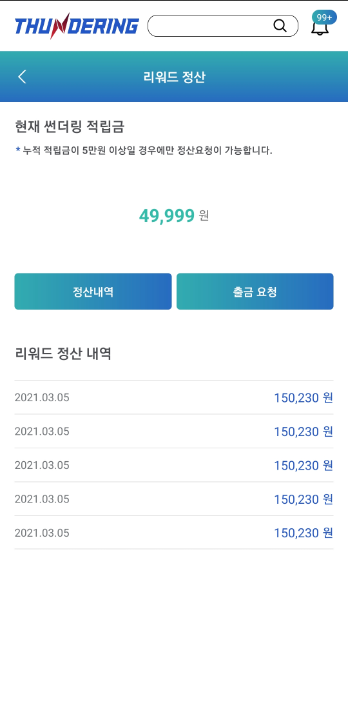 THUNDERING
99+
리워드 정산
현재 썬더링 적립금
* 누적 적립금이 5만원 이상일 경우에만 정산요청이 가능합니다.
49,999 원
정산내역 출금 요청
리워드 정산 내역
2021.03.05 150,230 원
2021.03.05 150,230 원
2021.03.05 150,230 원
2021.03.05 150,230 원
2021.03.05 150,230 원